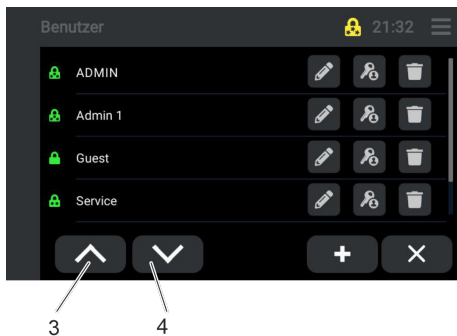 Benutzer 21:32
ADMIN
Admin 1
Guest
Service
3 4